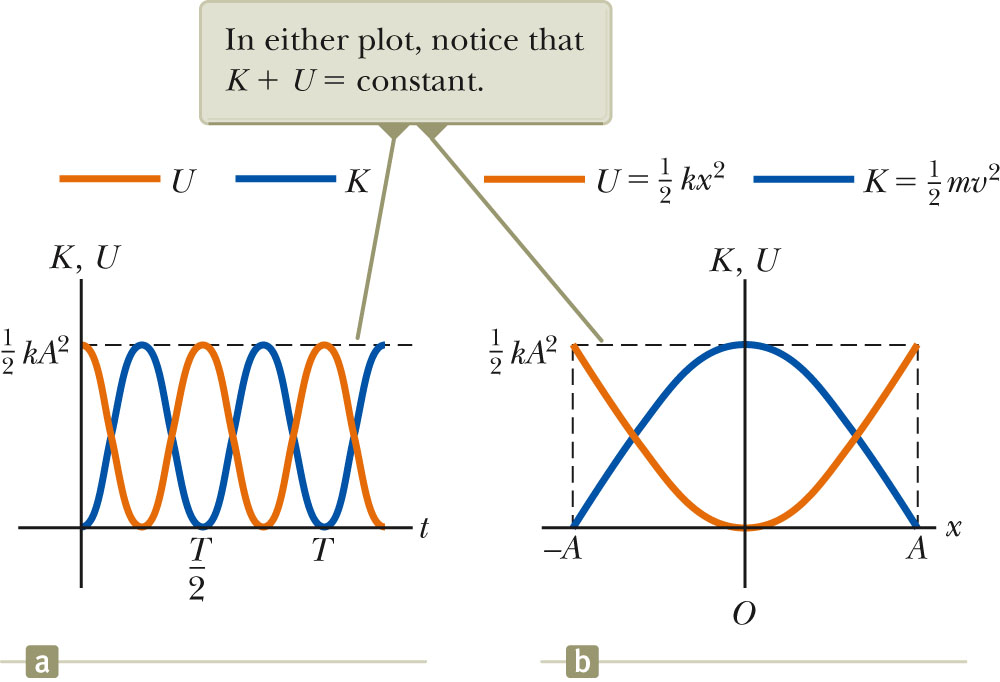 In either plot, notice that
K + U = constant.
U
K
U = 1/2 kx²
K = 1/2 mv²
K, U
1/2 kA²
T/2
T
t
K, U
1/2 kA²
–A
A
x
O
a
b